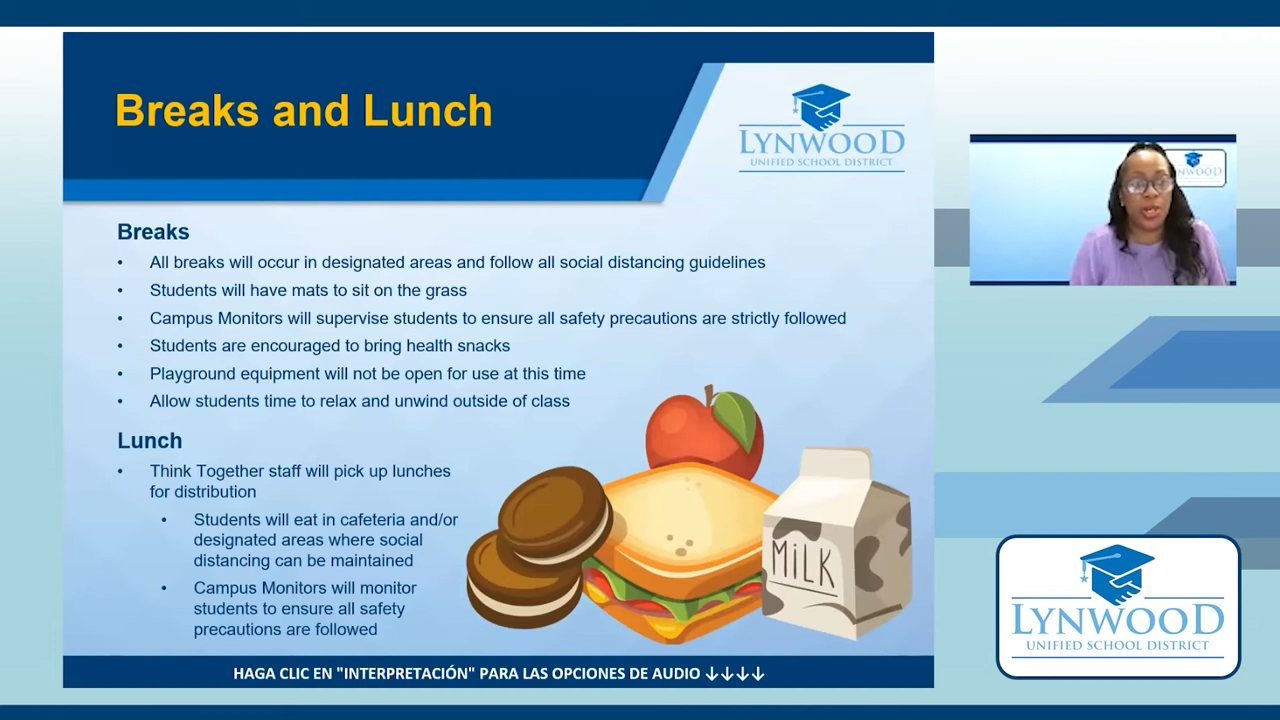 Breaks and Lunch
LYNWOOD
UNIFIED SCHOOL DISTRICT
Breaks
• All breaks will occur in designated areas and follow all social distancing guidelines
• Students will have mats to sit on the grass
• Campus Monitors will supervise students to ensure all safety precautions are strictly followed
• Students are encouraged to bring health snacks
• Playground equipment will not be open for use at this time
• Allow students time to relax and unwind outside of class
Lunch
• Think Together staff will pick up lunches
for distribution
• Students will eat in cafeteria and/or
designated areas where social
distancing can be maintained
• Campus Monitors will monitor
students to ensure all safety
precautions are followed
MiLK
HAGA CLIC EN "INTERPRETACIÓN" PARA LAS OPCIONES DE AUDIO ↓↓↓↓
LYNWOOD
UNIFIED SCHOOL DISTRICT